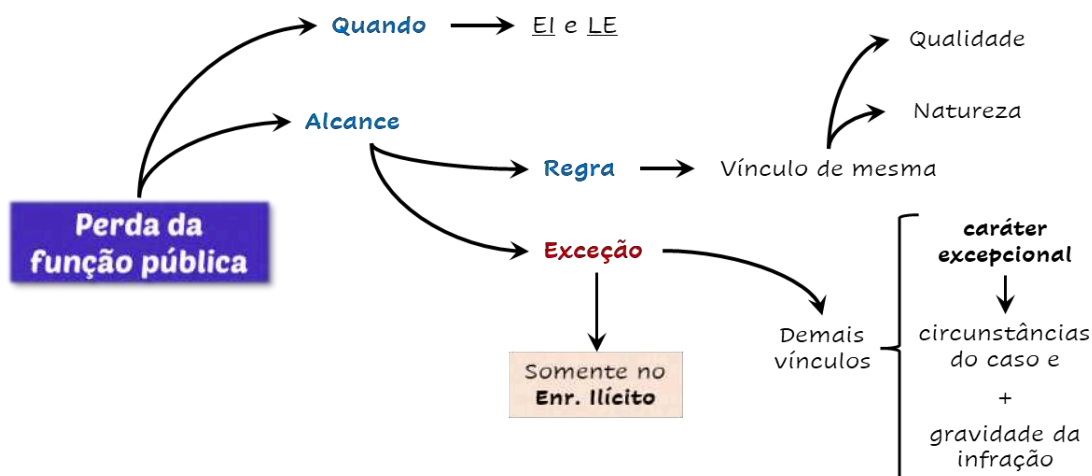 Quando
EI e LE
Qualidade
Alcance
Natureza
Regra
Vínculo de mesma
Perda da
função pública
Exceção
caráter
excepcional
Demais
vínculos
circunstâncias
do caso e
+
gravidade da
infração
Somente no
Enr. Ilícito